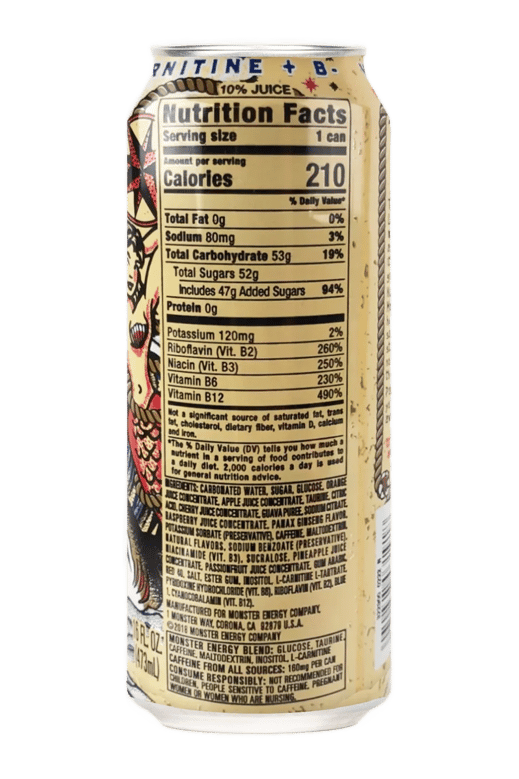 RNITINE + B-
10% JUICE
Nutrition Facts
Serving size 1 can
Amount per serving
Calories 210
% Daily Value*
Total Fat 0g 0%
Sodium 80mg 3%
Total Carbohydrate 53g 19%
Total Sugars 52g
Includes 47g Added Sugars 94%
Protein 0g
Potassium 120mg 2%
Riboflavin (Vit. B2) 260%
Niacin (Vit. B3) 250%
Vitamin B6 230%
Vitamin B12 490%
Not a significant source of saturated fat, trans
fat, cholesterol, dietary fiber, vitamin D, calcium
and iron.
*The % Daily Value (DV) tells you how much a
nutrient in a serving of food contributes to
a daily diet. 2,000 calories a day is used
for general nutrition advice.
INGREDIENTS: CARBONATED WATER, SUGAR, GLUCOSE, ORANGE
JUICE CONCENTRATE, APPLE JUICE CONCENTRATE, TAURINE, CITRIC
ACID, CHERRY JUICE CONCENTRATE, GUAVA PUREE, SODIUM CITRATE,
RASPBERRY JUICE CONCENTRATE, PANAX GINSENG FLAVOR,
POTASSIUM SORBATE (PRESERVATIVE), CAFFEINE, MALTODEXTRIN,
NATURAL FLAVORS, SODIUM BENZOATE (PRESERVATIVE),
NIACINAMIDE (VIT. B3), SUCRALOSE, PINEAPPLE JUICE
CONCENTRATE, PASSIONFRUIT JUICE CONCENTRATE, GUM ARABIC,
RED 40, SALT, ESTER GUM, INOSITOL, L-CARNITINE L-TARTRATE,
PYRIDOXINE HYDROCHLORIDE (VIT. B6), RIBOFLAVIN (VIT. B2), BLUE
1, CYANOCOBALAMIN (VIT. B12).
MANUFACTURED FOR MONSTER ENERGY COMPANY.
1 MONSTER WAY, CORONA, CA 92879 U.S.A.
MONSTER ENERGY COMPANY
MONSTER ENERGY BLEND: GLUCOSE, TAURINE,
CAFFEINE, MALTODEXTRIN, INOSITOL, L-CARNITINE
CAFFEINE FROM ALL SOURCES: 160mg PER CAN
CONSUME RESPONSIBLY: NOT RECOMMENDED FOR
CHILDREN, PEOPLE SENSITIVE TO CAFFEINE, PREGNANT
WOMEN OR WOMEN WHO ARE NURSING.
16 FL. OZ.
473mL)